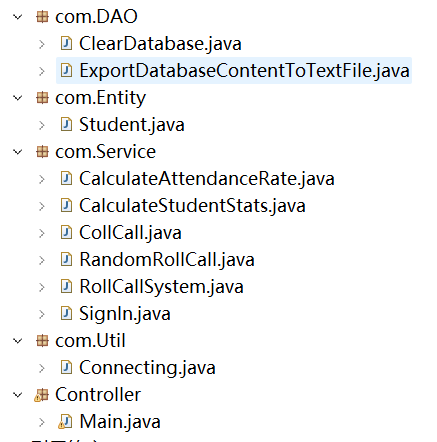 com.DAO
ClearDatabase.java
ExportDatabaseContentToTextFile.java
com.Entity
Student.java
com.Service
CalculateAttendanceRate.java
CalculateStudentStats.java
CollCall.java
RandomRollCall.java
RollCallSystem.java
SignIn.java
com.Util
Connecting.java
Controller
Main.java